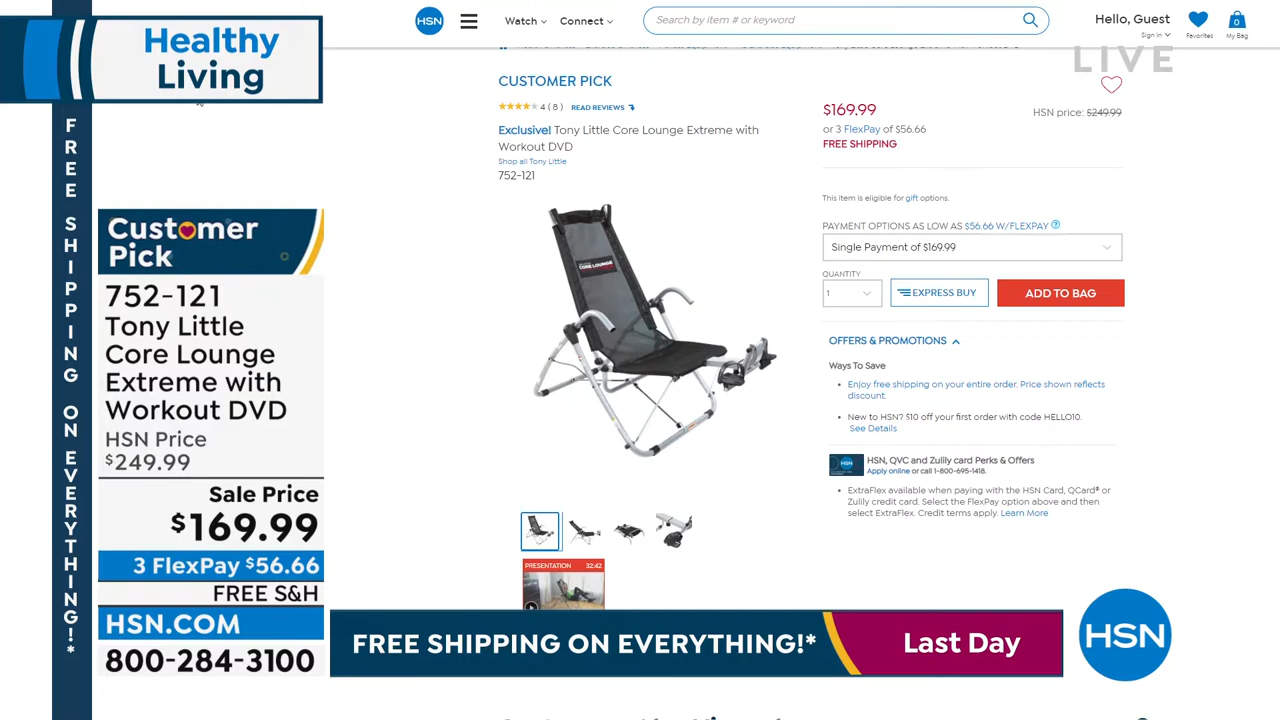 Healthy
Living
FREE SHIPPING ON EVERYTHING!*
Customer
Pick
752-121
Tony Little
Core Lounge
Extreme with
Workout DVD
HSN Price
$249.99
Sale Price
$169.99
3 FlexPay $56.66
FREE S&H
HSN.COM
800-284-3100
HSN
Watch
Connect
Search by item # or keyword
Hello, Guest
Sign In
Favorites
0
My Bag
LIVE
CUSTOMER PICK
4 ( 8 )
READ REVIEWS
Exclusive! Tony Little Core Lounge Extreme with
Workout DVD
Shop all Tony Little
752-121
CORE LOUNGE
PRESENTATION 32:42
$169.99
HSN price: $249.99
or 3 FlexPay of $56.66
FREE SHIPPING
This item is eligible for gift options.
PAYMENT OPTIONS AS LOW AS $56.66 W/FLEXPAY ?
Single Payment of $169.99
QUANTITY
1
EXPRESS BUY
ADD TO BAG
OFFERS & PROMOTIONS
Ways To Save
Enjoy free shipping on your entire order. Price shown reflects
discount.
New to HSN? $10 off your first order with code HELLO10.
See Details
HSN
HSN, QVC and Zulily card Perks & Offers
Apply online or call 1-800-695-1418.
ExtraFlex available when paying with the HSN Card, QCard® or
Zulily credit card. Select the FlexPay option above and then
select ExtraFlex. Credit terms apply. Learn More
FREE SHIPPING ON EVERYTHING!*
Last Day
HSN